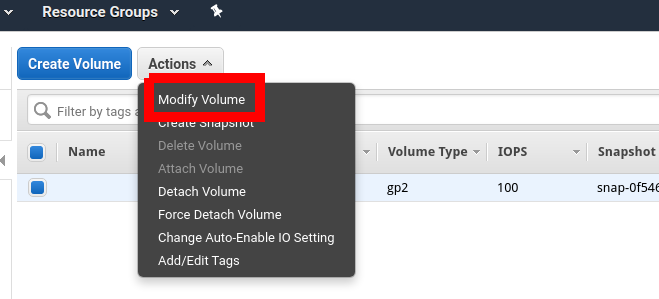 Resource Groups
Create Volume Actions
Modify Volume
Filter by tags
Create Snapshot
Delete Volume
Attach Volume
Detach Volume
Force Detach Volume
Change Auto-Enable IO Setting
Add/Edit Tags
Name Volume Type IOPS Snapshot
gp2 100 snap-0f546